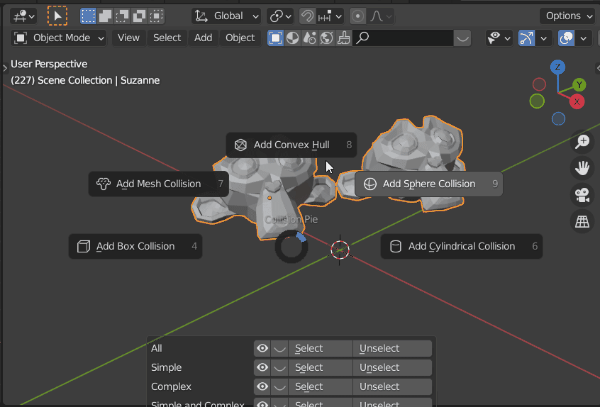 Global
Options
Object Mode
View
Select
Add
Object
User Perspective
(227) Scene Collection | Suzanne
Z
Y
X
Add Convex Hull 8
Add Mesh Collision 7
Add Sphere Collision 9
Collision Pie
Add Box Collision 4
Add Cylindrical Collision 6
All Select Unselect
Simple Select Unselect
Complex Select Unselect
Simple and Complex Select Unselect